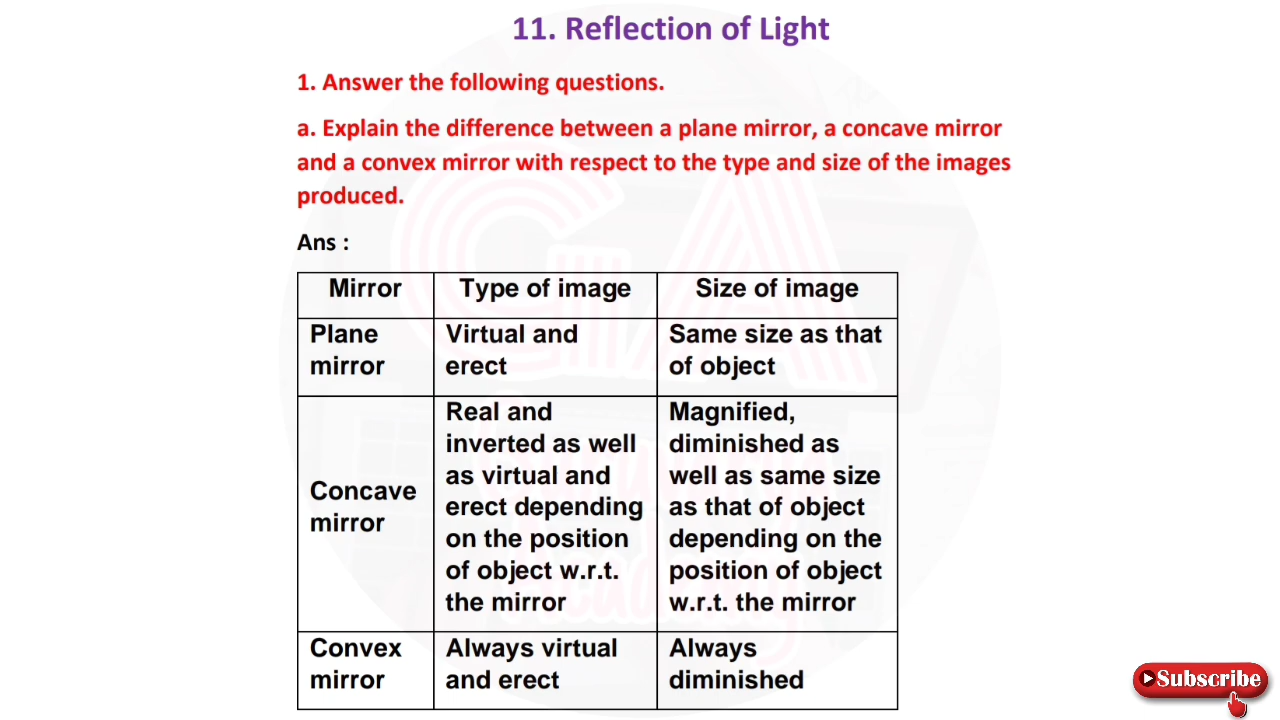 11. Reflection of Light
1. Answer the following questions.
a. Explain the difference between a plane mirror, a concave mirror
and a convex mirror with respect to the type and size of the images
produced.
Ans :
Mirror Type of image Size of image
Plane mirror
Virtual and
erect
Same size as that
of object
Concave
mirror
Real and
inverted as well
as virtual and
erect depending
on the position
of object w.r.t.
the mirror
Magnified,
diminished as
well as same size
as that of object
depending on the
position of object
w.r.t. the mirror
Convex
mirror
Always virtual
and erect
Always
diminished
Subscribe